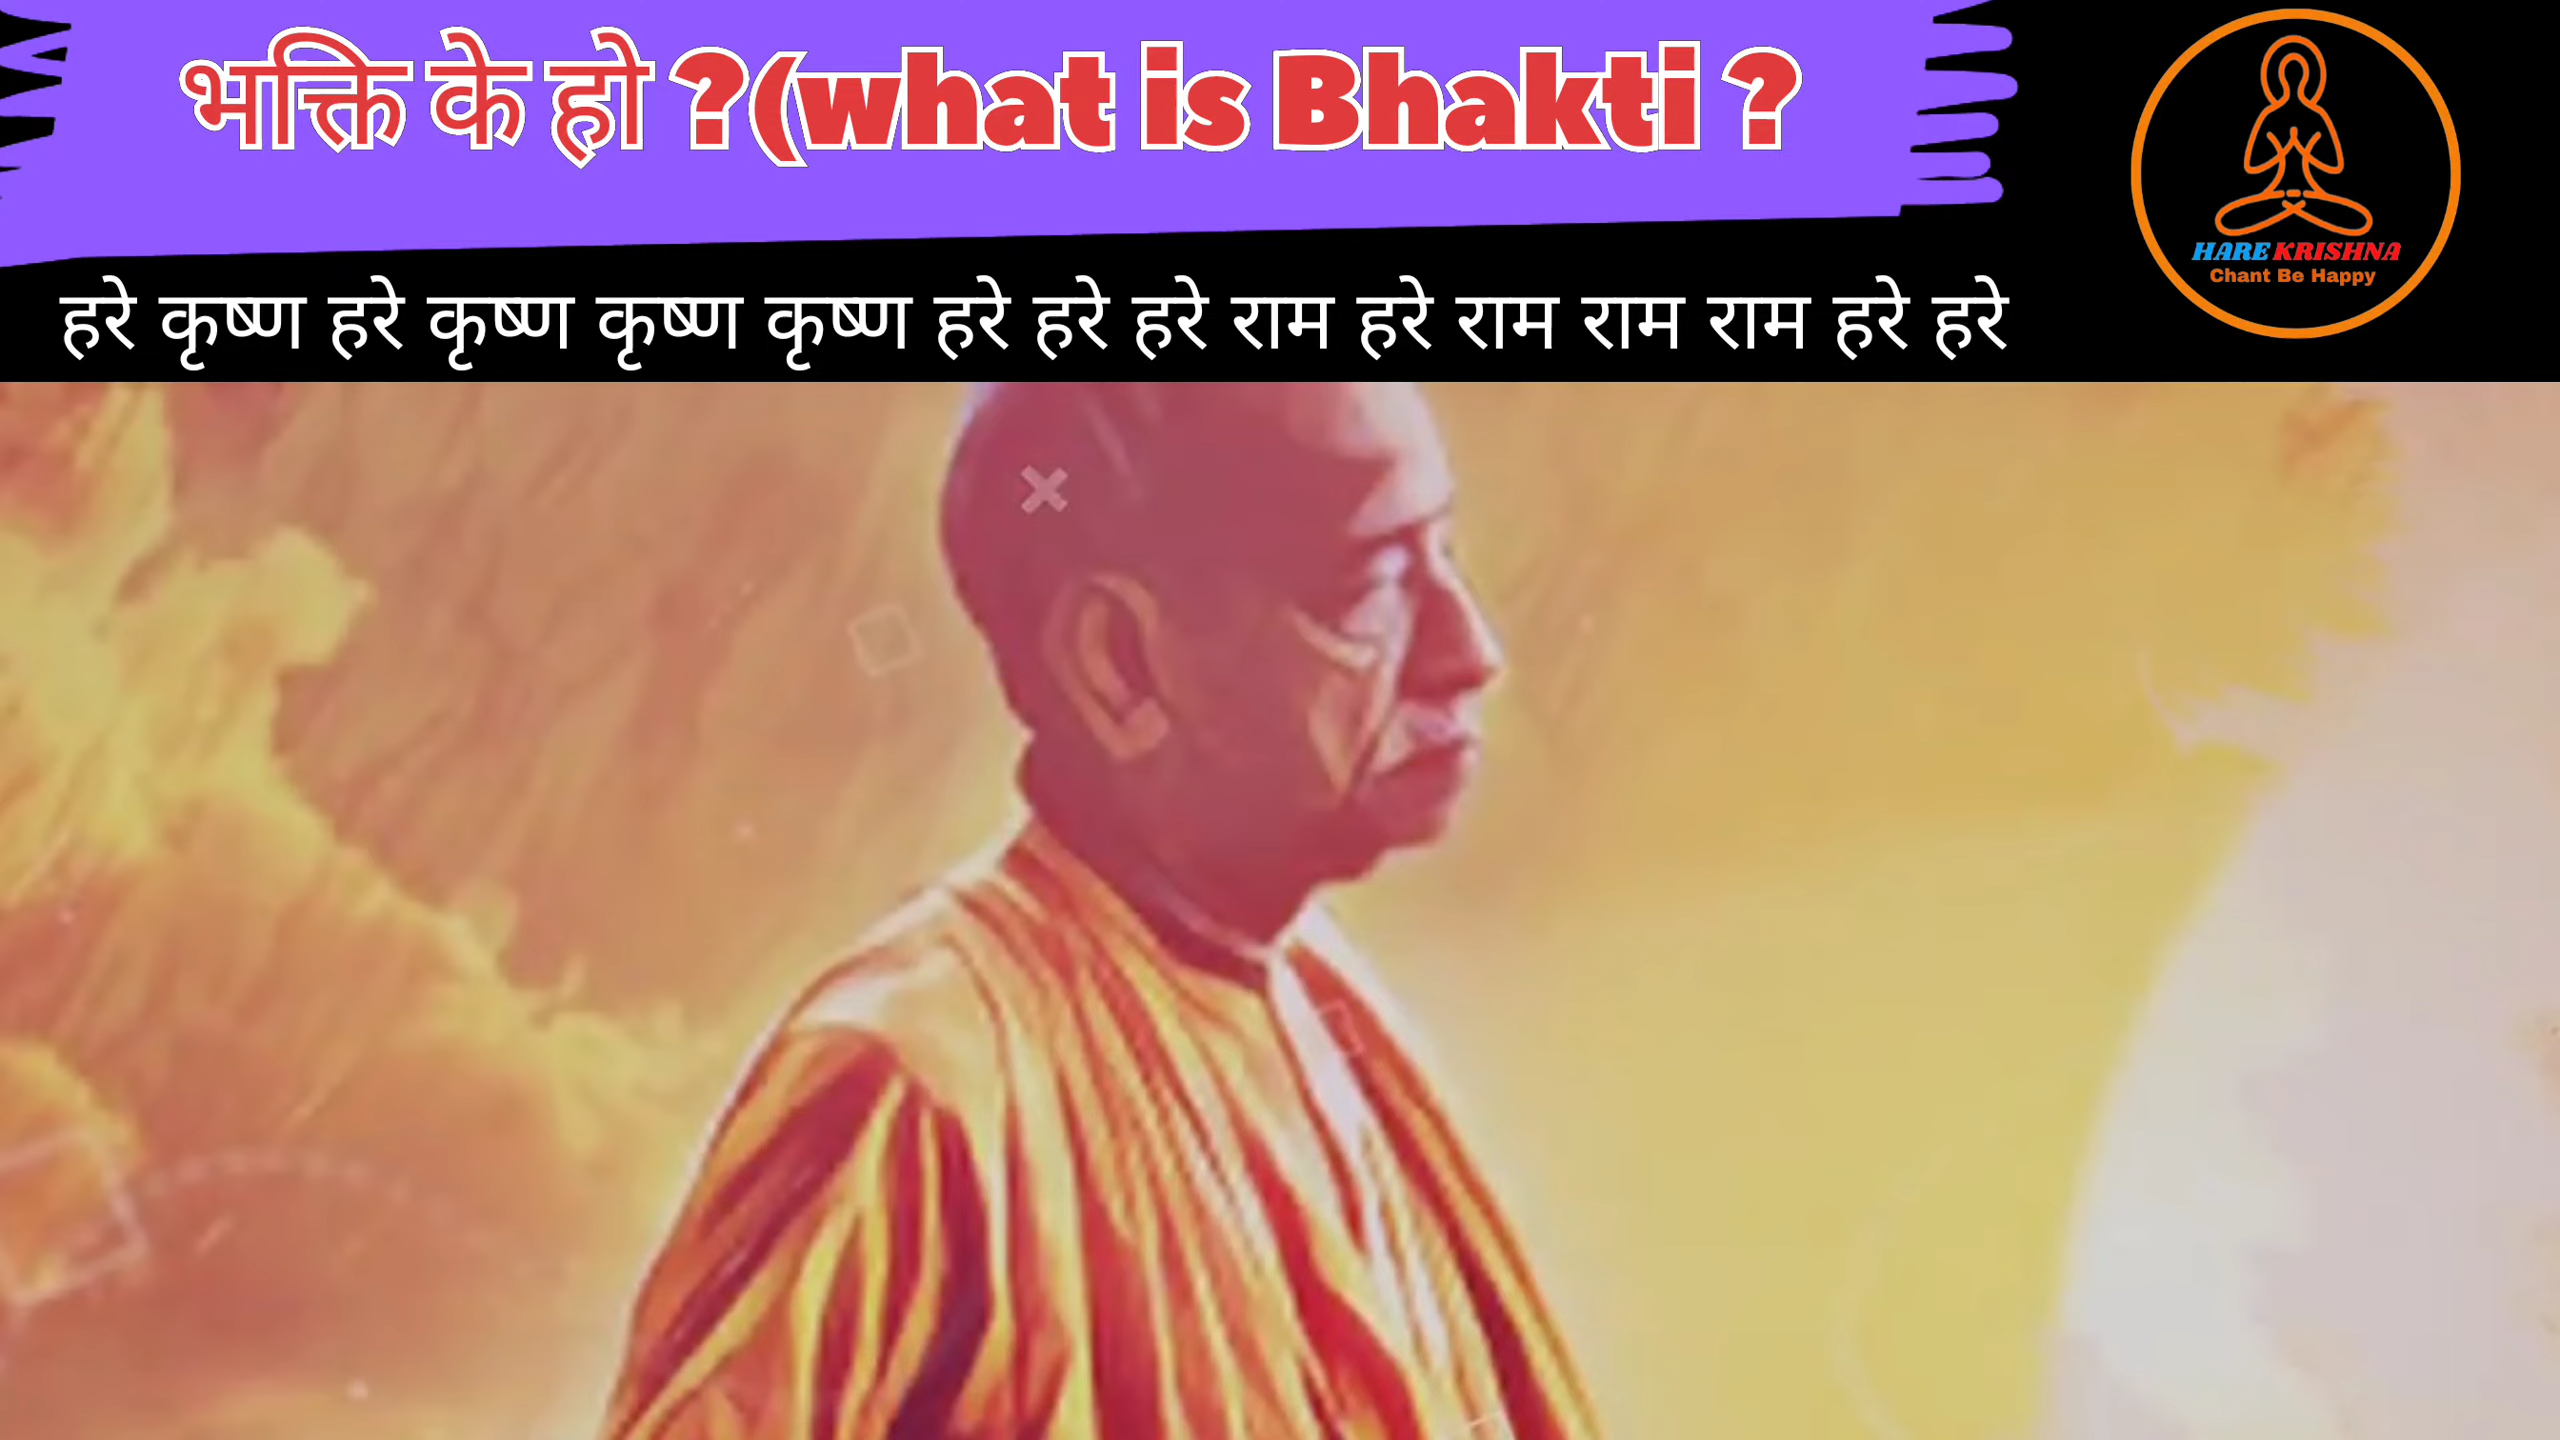 भक्ति के हो ?(what is Bhakti ?
HARE KRISHNA
Chant Be Happy
हरे कृष्ण हरे कृष्ण कृष्ण कृष्ण हरे हरे हरे राम हरे राम राम राम हरे हरे